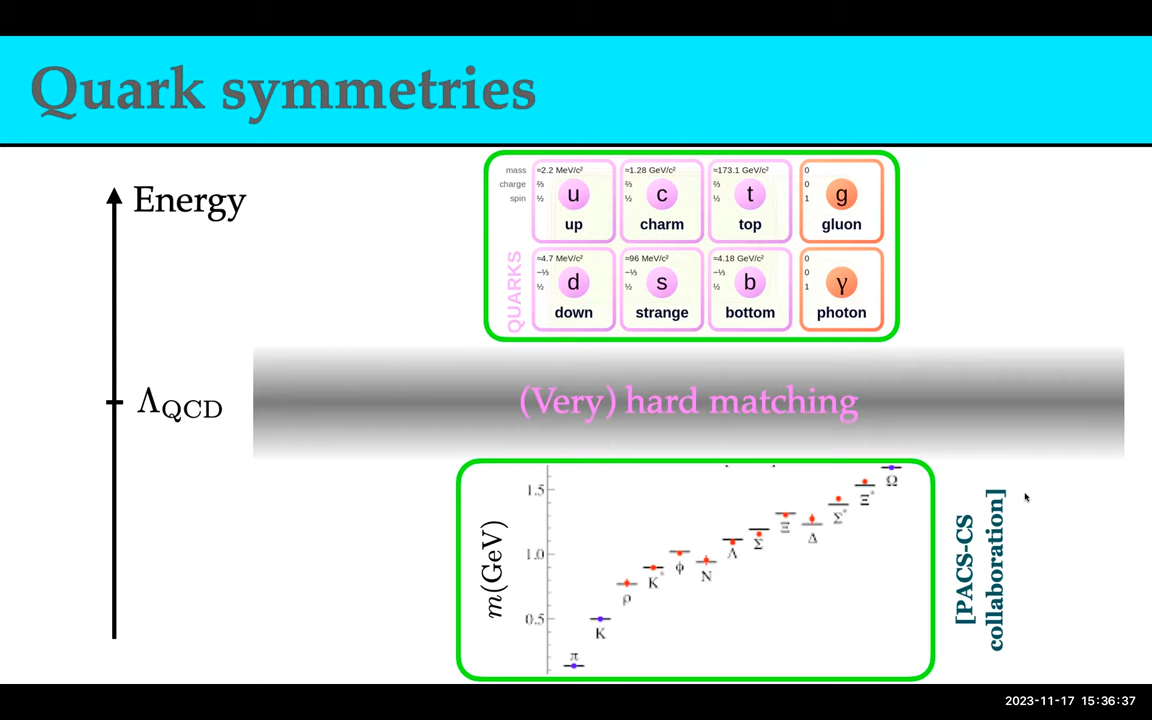 Quark symmetries
Energy
mass
charge
spin
QUARKS
≈2.2 MeV/c²
⅔
½
u
up
≈1.28 GeV/c²
⅔
½
c
charm
≈173.1 GeV/c²
⅔
½
t
top
0
0
1
g
gluon
≈4.7 MeV/c²
−⅓
½
d
down
≈96 MeV/c²
−⅓
½
s
strange
≈4.18 GeV/c²
−⅓
½
b
bottom
0
0
1
γ
photon
Λ_QCD
(Very) hard matching
m(GeV)
1.5
1.0
0.5
π
K
ρ
K*
ϕ
N
Λ
Σ
Ξ
Δ
Σ*
Ξ*
Ω
[PACS-CS
collaboration]
2023-11-17 15:36:37